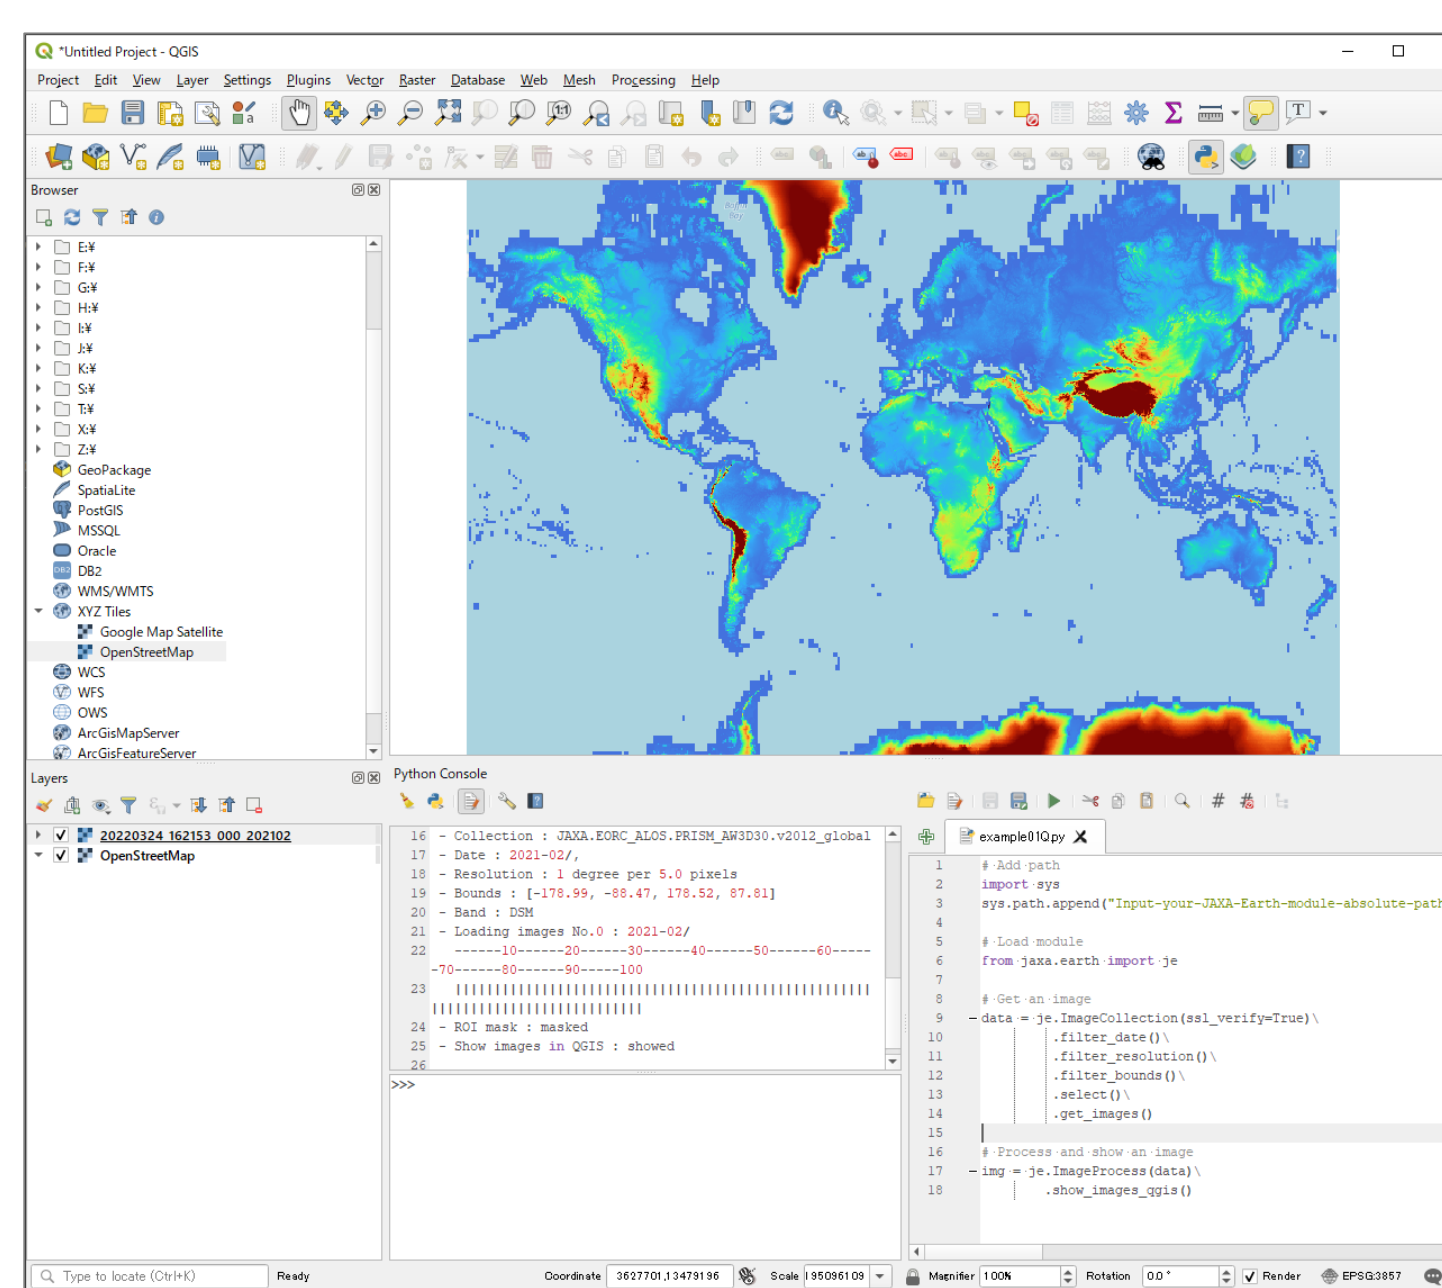 *Untitled Project - QGIS
Project Edit View Layer Settings Plugins Vector Raster Database Web Mesh Processing Help
Browser
E:¥
F:¥
G:¥
H:¥
I:¥
J:¥
K:¥
S:¥
T:¥
X:¥
Z:¥
GeoPackage
SpatiaLite
PostGIS
MSSQL
Oracle
DB2
WMS/WMTS
XYZ Tiles
Google Map Satellite
OpenStreetMap
WCS
WFS
OWS
ArcGisMapServer
ArcGisFeatureServer
Bay
Layers
20220324_162153_000_202102
OpenStreetMap
Python Console
16 - Collection : JAXA.EORC_ALOS.PRISM_AW3D30.v2012_global
17 - Date : 2021-02/,
18 - Resolution : 1 degree per 5.0 pixels
19 - Bounds : [-178.99, -88.47, 178.52, 87.81]
20 - Band : DSM
21 - Loading images No.0 : 2021-02/
22 ------10------20------30------40------50------60-----
-70------80------90-----100
23 |||||||||||||||||||||||||||||||||||||||||||||||||||||
|||||||||||||||||||||||||||
24 - ROI mask : masked
25 - Show images in QGIS : showed
26
>>>
example01Q.py
1 # Add path
2 import sys
3 sys.path.append("Input-your-JAXA-Earth-module-absolute-path
4
5 # Load module
6 from jaxa.earth import je
7
8 # Get an image
9 data = je.ImageCollection(ssl_verify=True)\
10 .filter_date()\
11 .filter_resolution()\
12 .filter_bounds()\
13 .select()\
14 .get_images()
15
16 # Process and show an image
17 img = je.ImageProcess(data)\
18 .show_images_qgis()
Type to locate (Ctrl+K) Ready Coordinate 3627701,13479196 Scale 195096109 Magnifier 100% Rotation 0.0 ° Render EPSG:3857